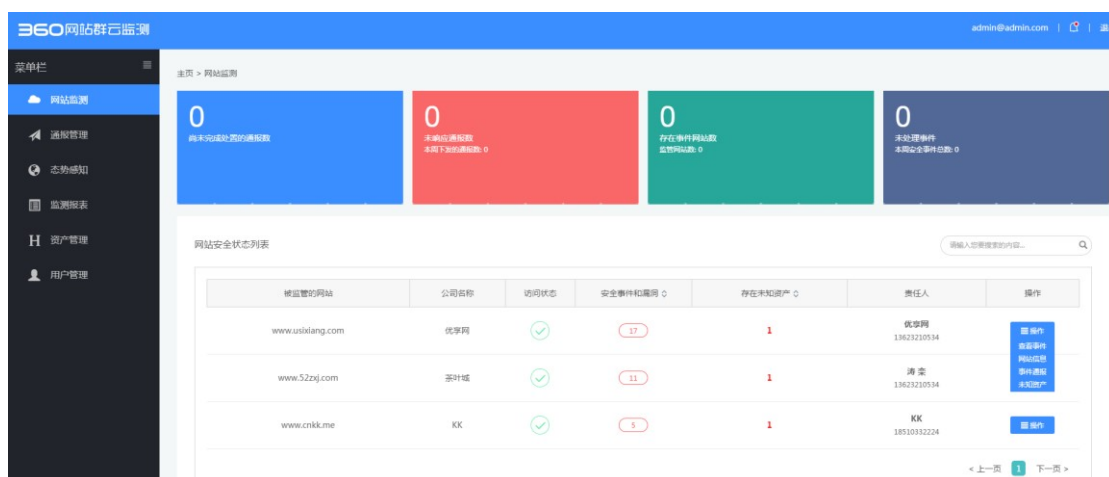 360网站群云监测
admin@admin.com
菜单栏
网站监测
通报管理
态势感知
监测报表
资产管理
用户管理
主页 > 网站监测
0
尚未完成处置的通报数
0
未响应通报数
本周下发的通报数: 0
0
存在事件网站数
监管网站数: 0
0
未处理事件
本周安全事件总数: 0
网站安全状态列表
请输入您要搜索的内容...
被监管的网站 公司名称 访问状态 安全事件和漏洞 存在未知资产 责任人 操作
www.usixiang.com 优享网 17 1 优享网 操作
13623210534
查看事件
网站信息
事件通报
未知资产
www.52zxj.com 茶叶城 11 1 涛 栾
13623210534
www.cnkk.me KK 5 1 KK 操作
18510332224
<上一页 1 下一页>